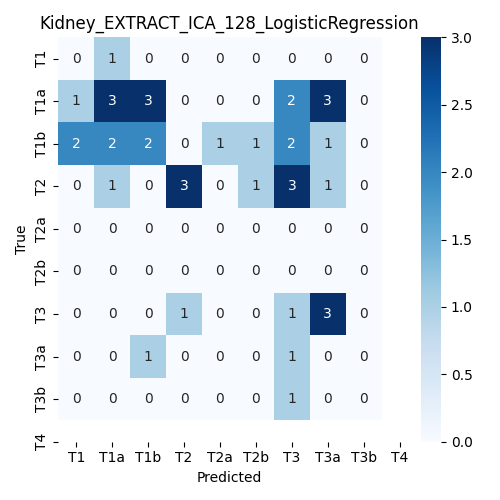 Kidney_EXTRACT_ICA_128_LogisticRegression
T1 0 1 0 0 0 0 0 0 0
T1a 1 3 3 0 0 0 2 3 0
T1b 2 2 2 0 1 1 2 1 0
T2 0 1 0 3 0 1 3 1 0
T2a 0 0 0 0 0 0 0 0 0
T2b 0 0 0 0 0 0 0 0 0
T3 0 0 0 1 0 0 1 3 0
T3a 0 0 1 0 0 0 1 0 0
T3b 0 0 0 0 0 0 1 0 0
T4
T1 T1a T1b T2 T2a T2b T3 T3a T3b T4
Predicted
True
3.0
2.5
2.0
1.5
1.0
0.5
0.0